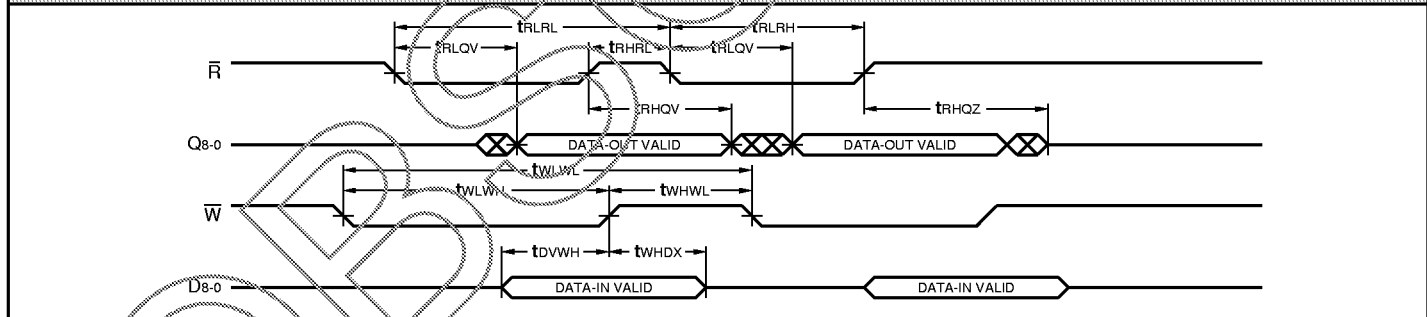 tRLRL tRLRH
tRLQV tRHRL tRLQV
R
tRHQV tRHQZ
Q8-0 DATA-OUT VALID DATA-OUT VALID
tWLWL
tWLWH tWHWL
W
tDVWH tWHDX
D8-0 DATA-IN VALID DATA-IN VALID